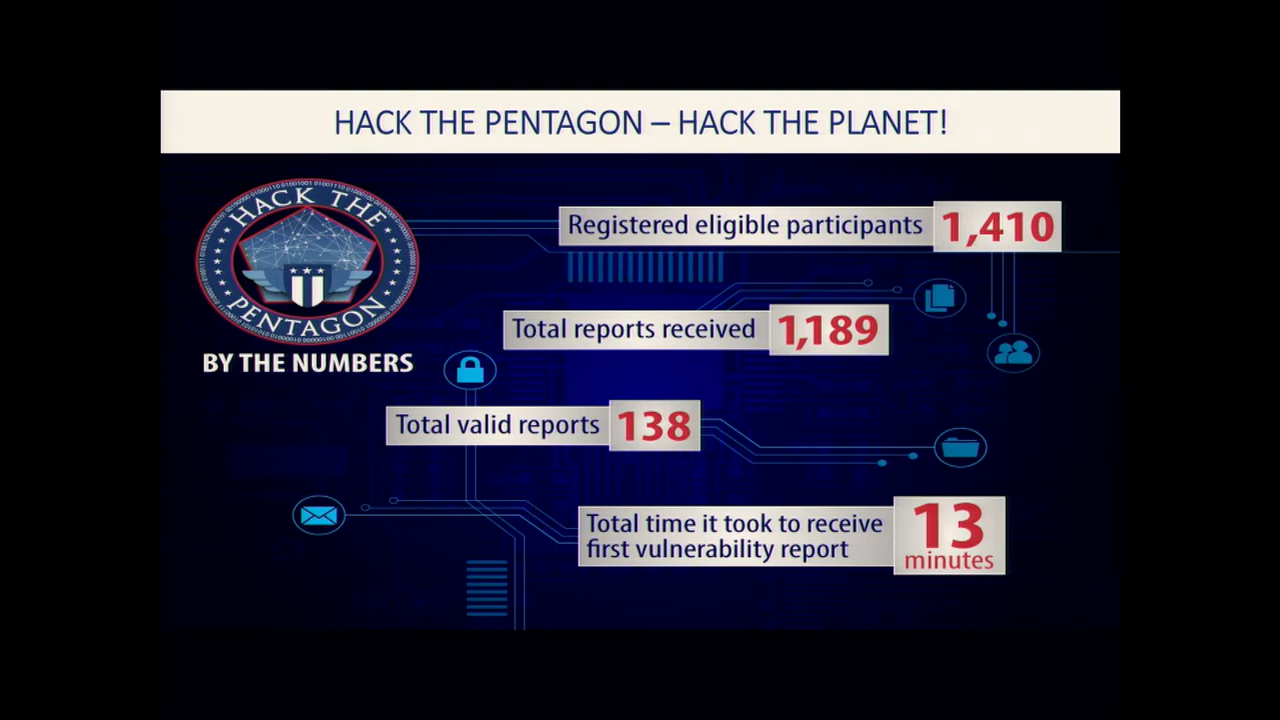 HACK THE PENTAGON – HACK THE PLANET!
HACK THE
PENTAGON
BY THE NUMBERS
Registered eligible participants 1,410
Total reports received 1,189
Total valid reports 138
Total time it took to receive
first vulnerability report
13
minutes